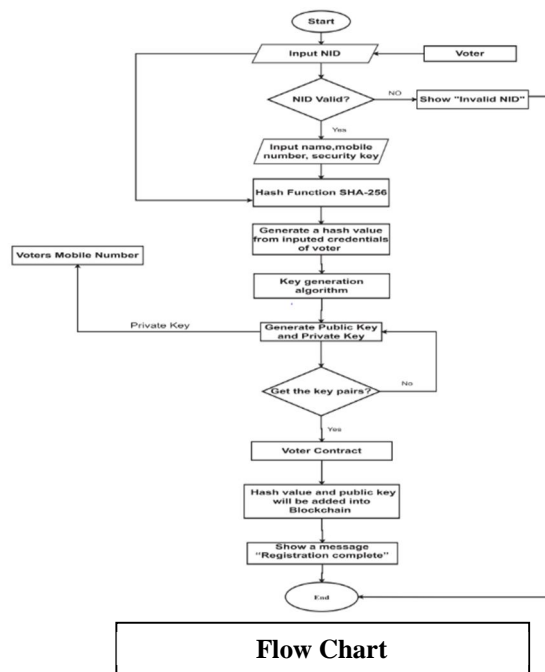 Start
Input NID
Voter
NID Valid?
NO
Show "Invalid NID"
Yes
Input name,mobile
number, security key
Hash Function SHA-256
Generate a hash value
from inputed credentials
of voter
Voters Mobile Number
Key generation
algorithm
Private Key
Generate Public Key
and Private Key
Get the key pairs?
No
Yes
Voter Contract
Hash value and public key
will be added into
Blockchain
Show a message
"Registration complete"
End
Flow Chart